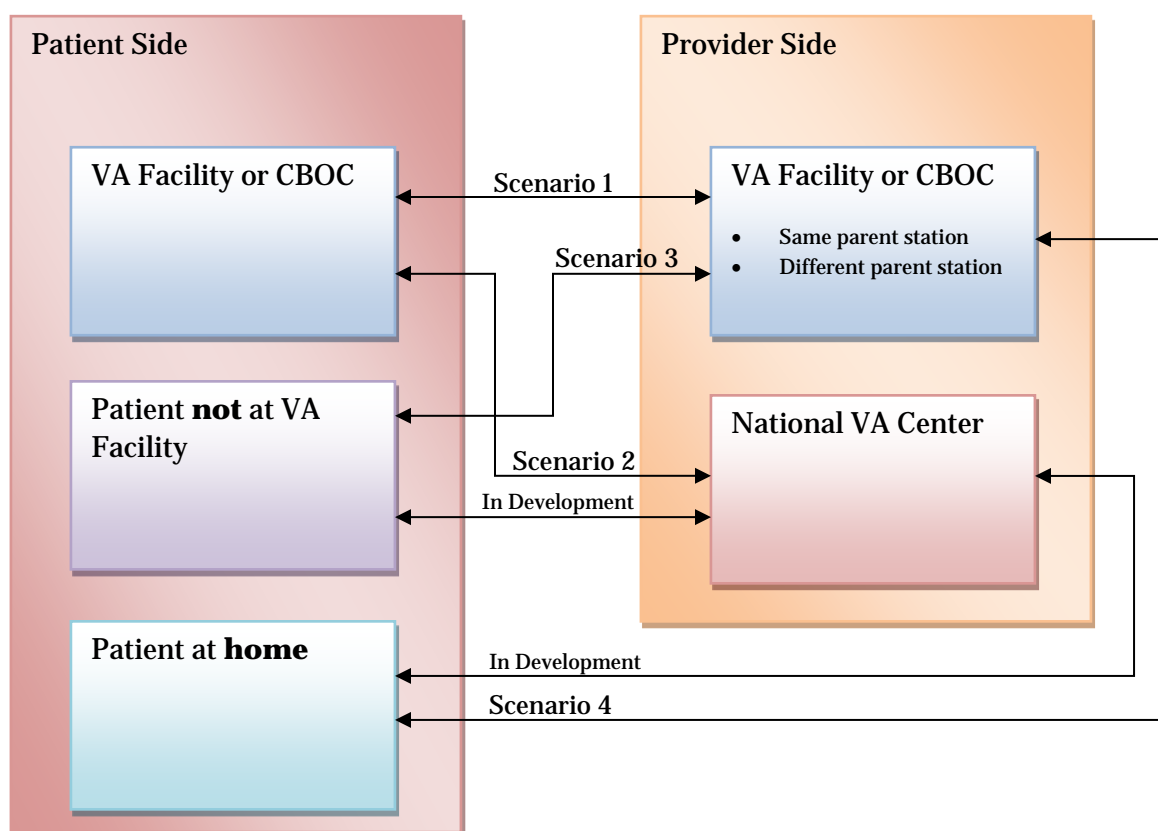 Patient Side
Provider Side
VA Facility or CBOC
Scenario 1
VA Facility or CBOC
• Same parent station
• Different parent station
Scenario 3
Patient not at VA
Facility
National VA Center
Scenario 2
In Development
Patient at home
In Development
Scenario 4